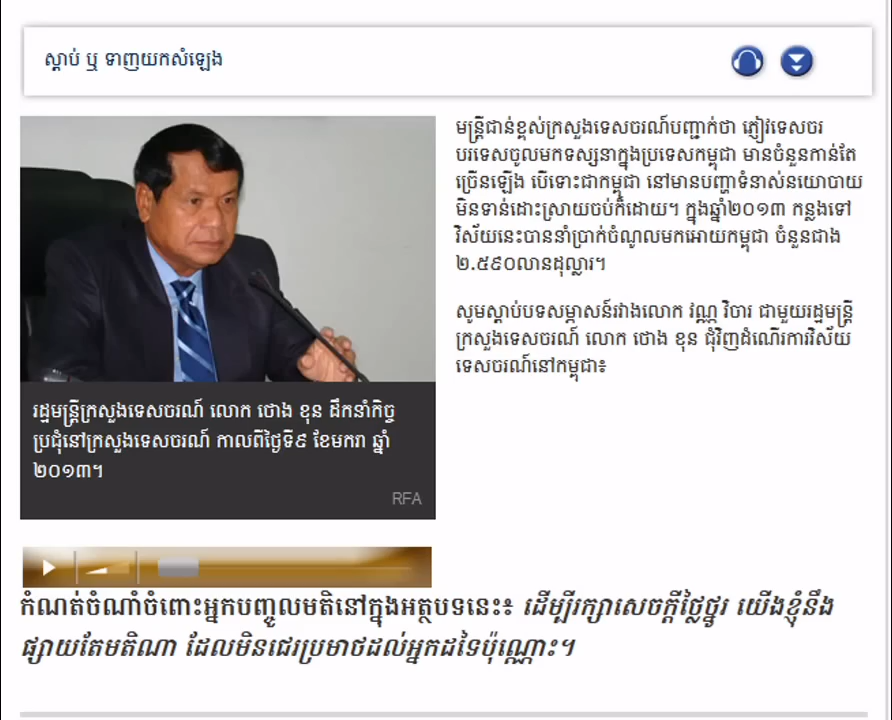 ស្ដាប់ ឬ ទាញយកសំឡេង
មន្ត្រីជាន់ខ្ពស់ក្រសួងទេសចរណ៍បញ្ជាក់ថា ភ្ញៀវទេសចរ
បរទេសចូលមកទស្សនាក្នុងប្រទេសកម្ពុជា មានចំនួនកាន់តែ
ច្រើនឡើង បើទោះជាកម្ពុជា នៅមានបញ្ហាទំនាស់នយោបាយ
មិនទាន់ដោះស្រាយចប់ក៏ដោយ។ ក្នុងឆ្នាំ២០១៣ កន្លងទៅ
វិស័យនេះបាននាំប្រាក់ចំណូលមកអោយកម្ពុជា ចំនួនជាង
២.៥៩០លានដុល្លារ។
សូមស្ដាប់បទសម្ភាសន៍រវាងលោក វណ្ណ វិចារ ជាមួយរដ្ឋមន្ត្រី
ក្រសួងទេសចរណ៍ លោក ថោង ខុន ជុំវិញដំណើរការវិស័យ
ទេសចរណ៍នៅកម្ពុជា៖
រដ្ឋមន្ត្រីក្រសួងទេសចរណ៍ លោក ថោង ខុន ដឹកនាំកិច្ច
ប្រជុំនៅក្រសួងទេសចរណ៍ កាលពីថ្ងៃទី៩ ខែមករា ឆ្នាំ
២០១៣។
RFA
កំណត់ចំណាំចំពោះអ្នកបញ្ចូលមតិនៅក្នុងអត្ថបទនេះ៖ ដើម្បីរក្សាសេចក្ដីថ្លៃថ្នូរ យើងខ្ញុំនឹង
ផ្សាយតែមតិណា ដែលមិនជេរប្រមាថដល់អ្នកដទៃប៉ុណ្ណោះ។